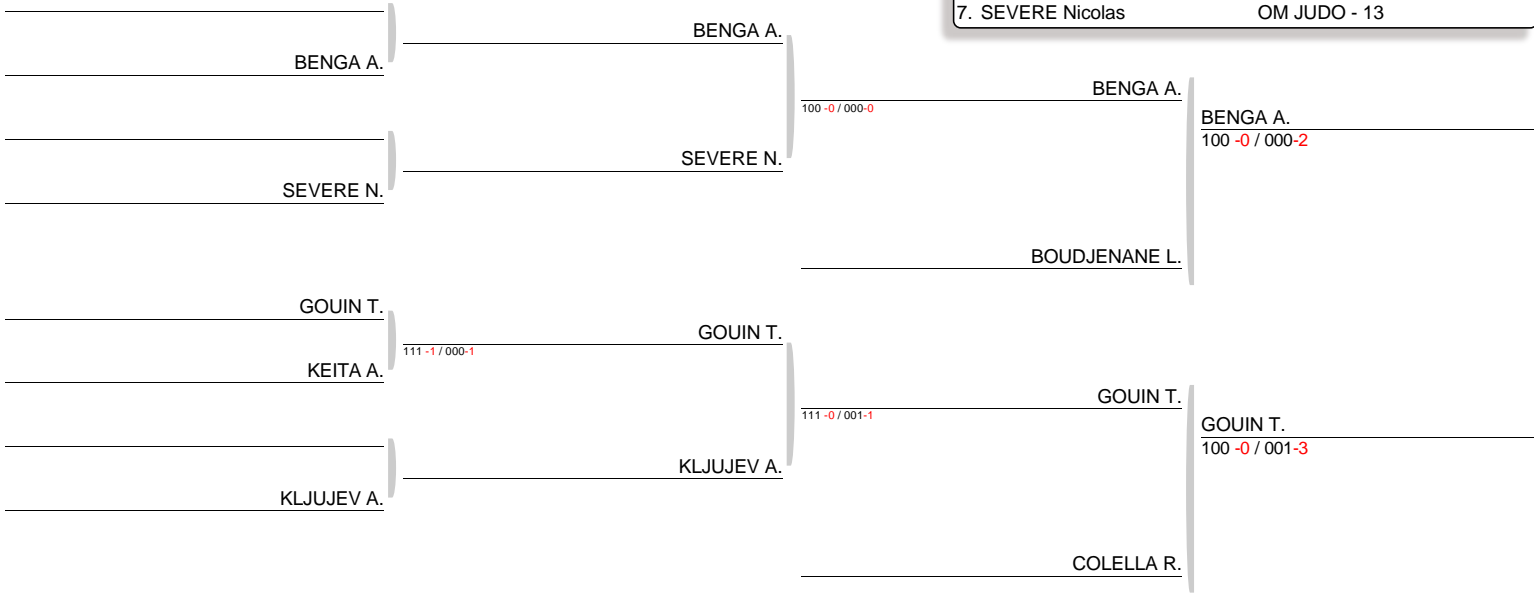 7. SEVERE Nicolas OM JUDO - 13
BENGA A.
BENGA A.
BENGA A.
100 -0 / 000-0
BENGA A.
100 -0 / 000-2
SEVERE N.
SEVERE N.
BOUDJENANE L.
GOUIN T.
GOUIN T.
111 -1 / 000-1
KEITA A.
GOUIN T.
111 -0 / 001-1
GOUIN T.
100 -0 / 001-3
KLJUJEV A.
KLJUJEV A.
COLELLA R.